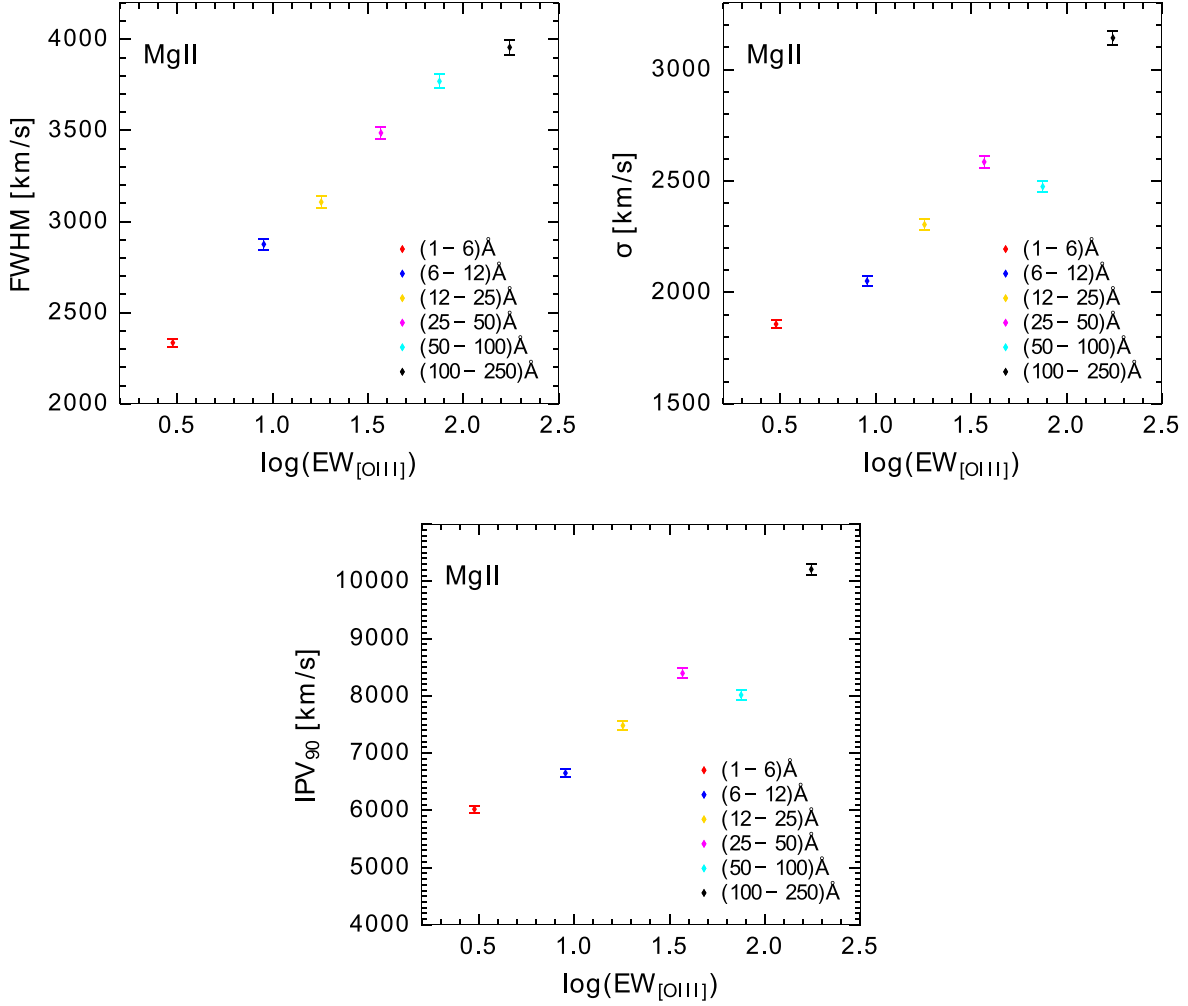 MgII
FWHM [km/s]
4000
3500
3000
2500
2000
(1 − 6)Å
(6 − 12)Å
(12 − 25)Å
(25 − 50)Å
(50 − 100)Å
(100 − 250)Å
0.5 1.0 1.5 2.0 2.5
log(EW[OIII])
MgII
σ [km/s]
3000
2500
2000
1500
(1 − 6)Å
(6 − 12)Å
(12 − 25)Å
(25 − 50)Å
(50 − 100)Å
(100 − 250)Å
0.5 1.0 1.5 2.0 2.5
log(EW[OIII])
MgII
IPV90 [km/s]
10000
9000
8000
7000
6000
5000
4000
(1 − 6)Å
(6 − 12)Å
(12 − 25)Å
(25 − 50)Å
(50 − 100)Å
(100 − 250)Å
0.5 1.0 1.5 2.0 2.5
log(EW[OIII])